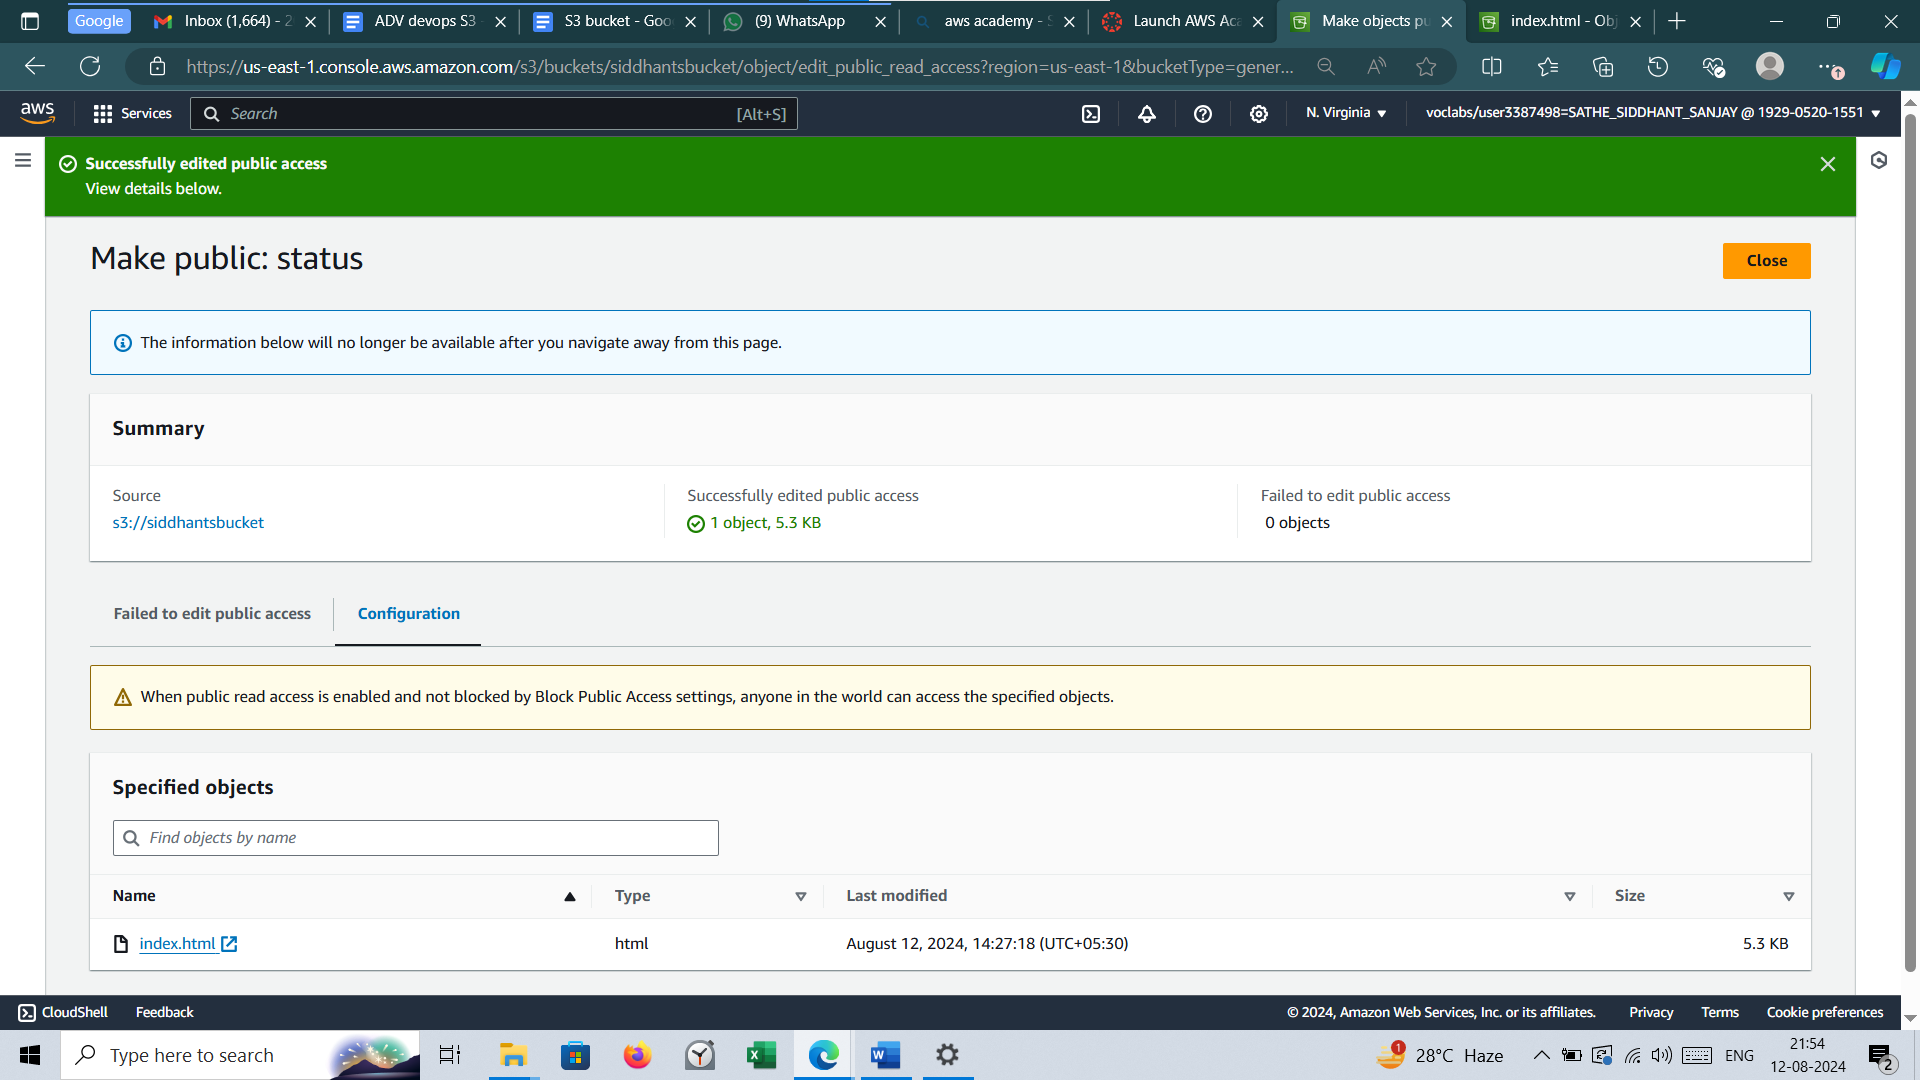 Google
Inbox (1,664) - 2
ADV devops S3 -
S3 bucket - Goo
(9) WhatsApp
aws academy - S
Launch AWS Aca
Make objects pu
index.html - Obj
https://us-east-1.console.aws.amazon.com/s3/buckets/siddhantsbucket/object/edit_public_read_access?region=us-east-1&bucketType=gener...
aws
Services
Search
[Alt+S]
N. Virginia
voclabs/user3387498=SATHE_SIDDHANT_SANJAY @ 1929-0520-1551
Successfully edited public access
View details below.
Make public: status
Close
The information below will no longer be available after you navigate away from this page.
Summary
Source
s3://siddhantsbucket
Successfully edited public access
1 object, 5.3 KB
Failed to edit public access
0 objects
Failed to edit public access
Configuration
When public read access is enabled and not blocked by Block Public Access settings, anyone in the world can access the specified objects.
Specified objects
Find objects by name
Name
Type
Last modified
Size
index.html
html
August 12, 2024, 14:27:18 (UTC+05:30)
5.3 KB
CloudShell
Feedback
© 2024, Amazon Web Services, Inc. or its affiliates.
Privacy
Terms
Cookie preferences
Type here to search
1
28°C Haze
ENG
21:54
12-08-2024
2